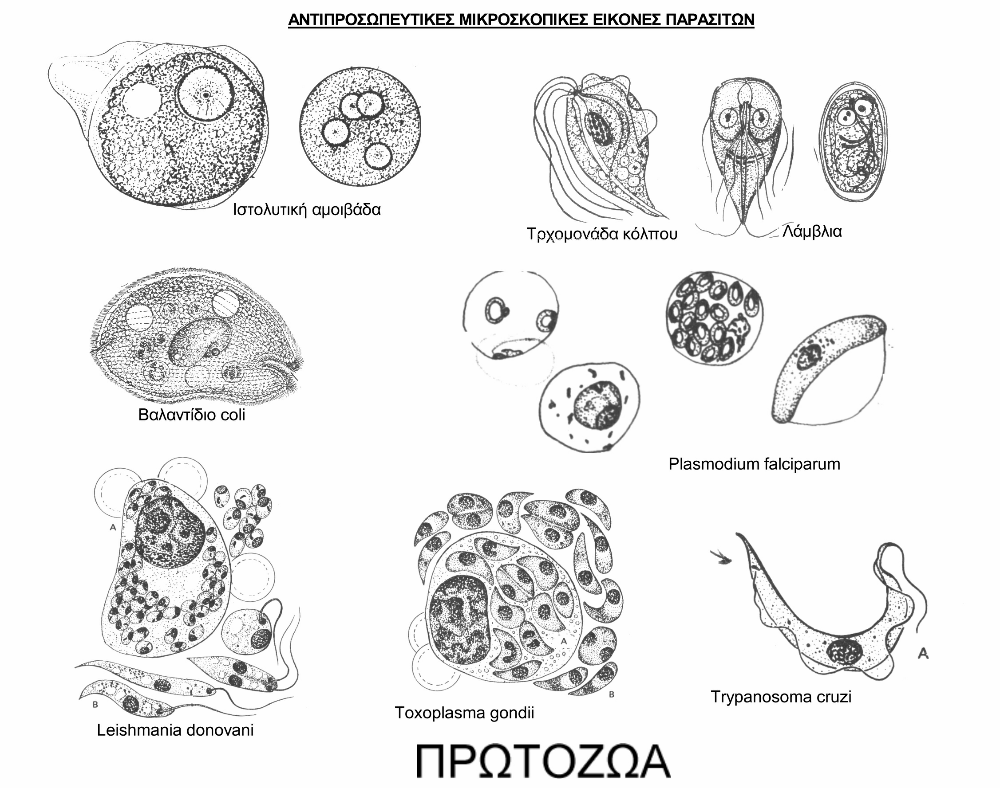 ΑΝΤΙΠΡΟΣΩΠΕΥΤΙΚΕΣ ΜΙΚΡΟΣΚΟΠΙΚΕΣ ΕΙΚΟΝΕΣ ΠΑΡΑΣΙΤΩΝ
Ιστολυτική αμοιβάδα
Τρχομονάδα κόλπου
Λάμβλια
Βαλαντίδιο coli
Plasmodium falciparum
A
B
Leishmania donovani
A
B
Toxoplasma gondii
A
Trypanosoma cruzi
ΠΡΩΤΟΖΩΑ